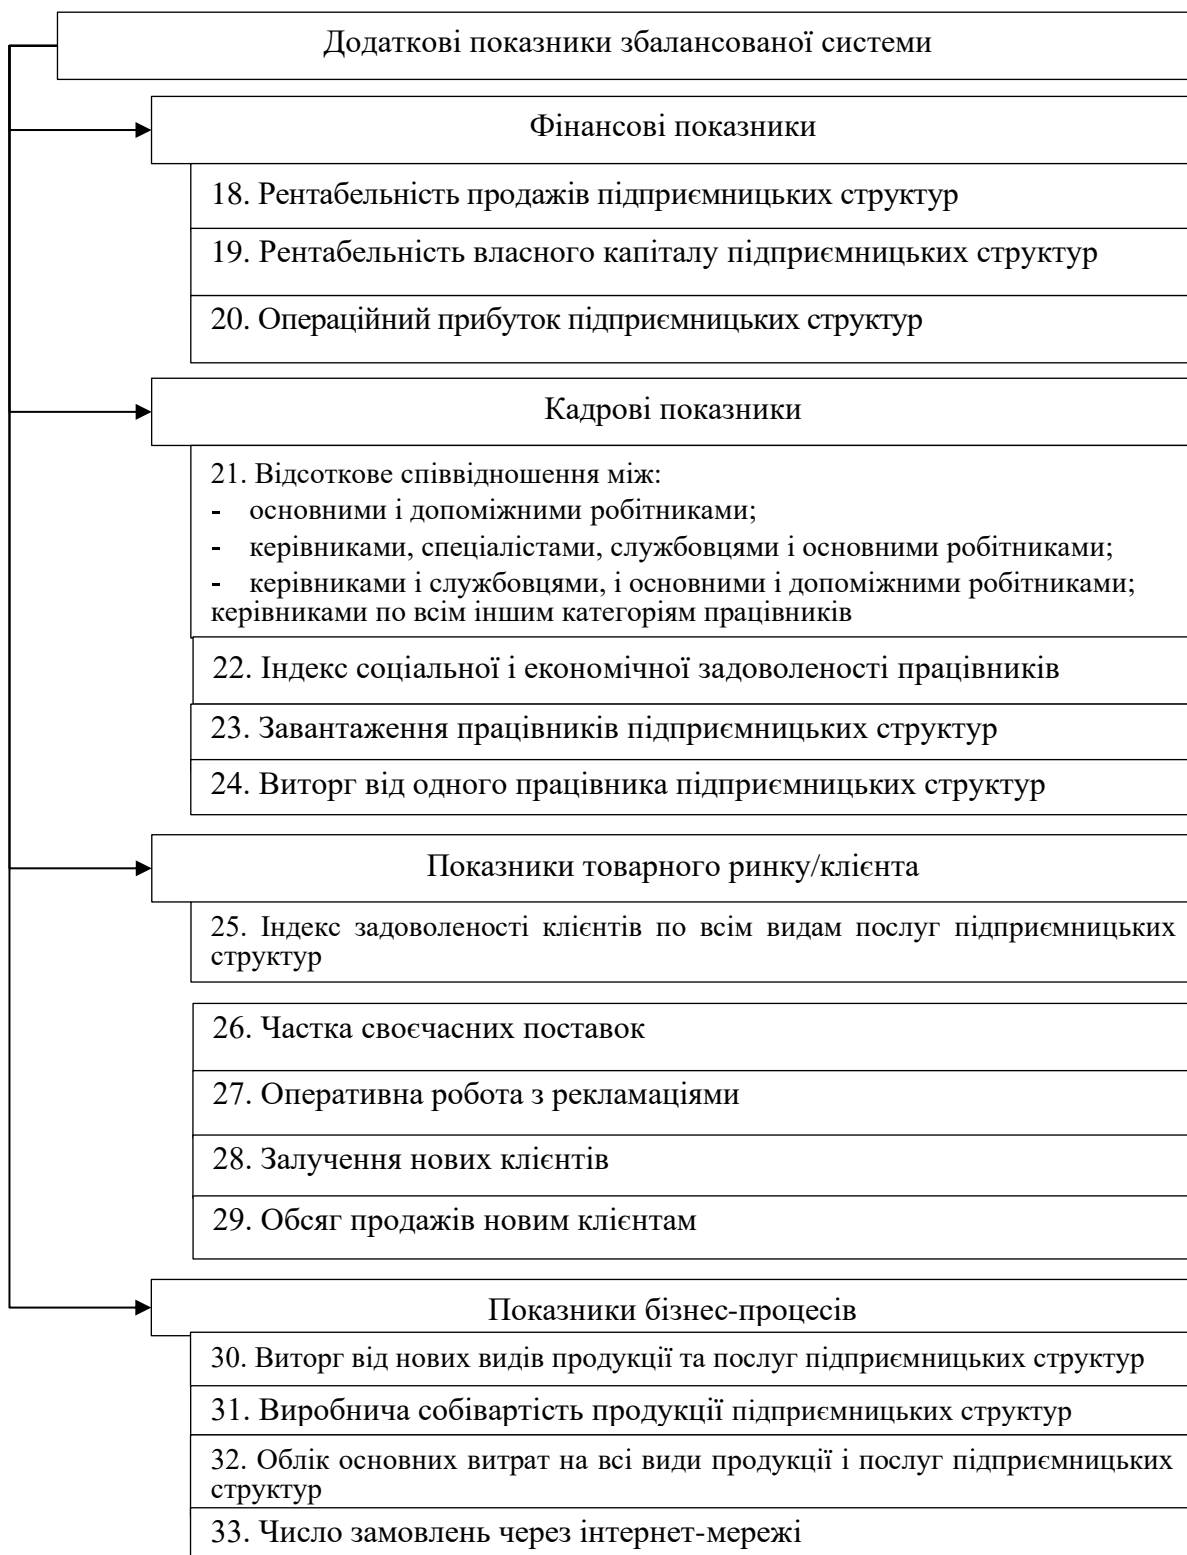 Додаткові показники збалансованої системи
Фінансові показники
18. Рентабельність продажів підприємницьких структур
19. Рентабельність власного капіталу підприємницьких структур
20. Операційний прибуток підприємницьких структур
Кадрові показники
21. Відсоткове співвідношення між:
- основними і допоміжними робітниками;
- керівниками, спеціалістами, службовцями і основними робітниками;
- керівниками і службовцями, і основними і допоміжними робітниками;
керівниками по всім іншим категоріям працівників
22. Індекс соціальної і економічної задоволеності працівників
23. Завантаження працівників підприємницьких структур
24. Виторг від одного працівника підприємницьких структур
Показники товарного ринку/клієнта
25. Індекс задоволеності клієнтів по всім видам послуг підприємницьких
структур
26. Частка своєчасних поставок
27. Оперативна робота з рекламаціями
28. Залучення нових клієнтів
29. Обсяг продажів новим клієнтам
Показники бізнес-процесів
30. Виторг від нових видів продукції та послуг підприємницьких структур
31. Виробнича собівартість продукції підприємницьких структур
32. Облік основних витрат на всі види продукції і послуг підприємницьких
структур
33. Число замовлень через інтернет-мережі